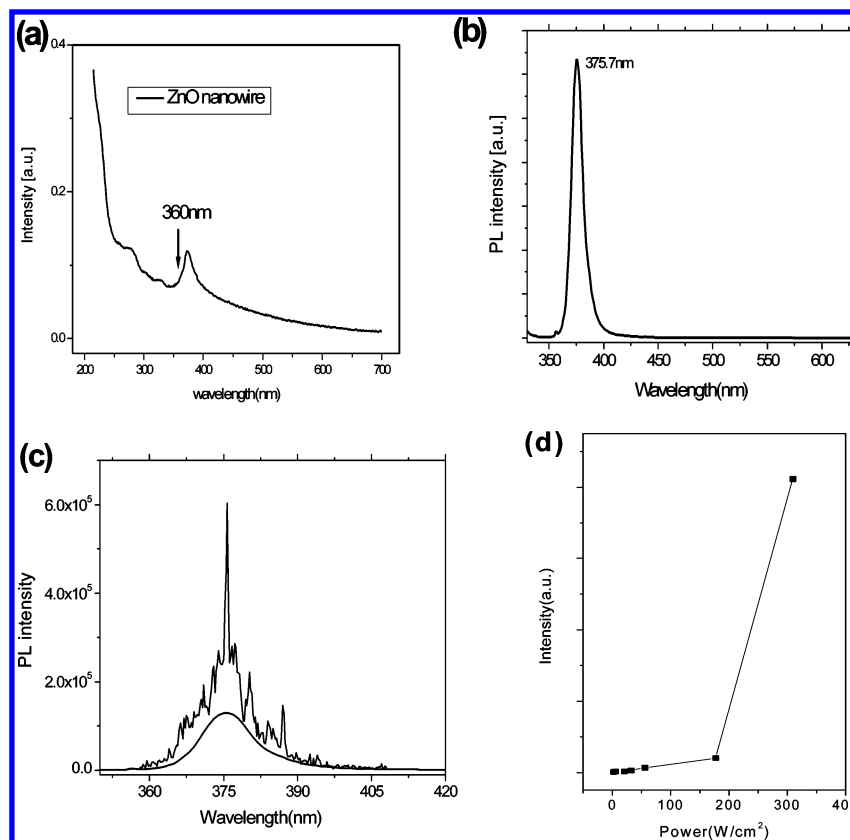 (a)
0.4
0.2
0.0
Intensity [a.u.]
ZnO nanowire
360nm
200 300 400 500 600 700
wavelength(nm)
(b)
375.7nm
PL intensity [a.u.]
350 400 450 500 550 600
Wavelength(nm)
(c)
6.0x10⁵
4.0x10⁵
2.0x10⁵
0.0
PL intensity
360 375 390 405 420
Wavelength(nm)
(d)
Intensity(a.u.)
0 100 200 300 40
Power(W/cm²)